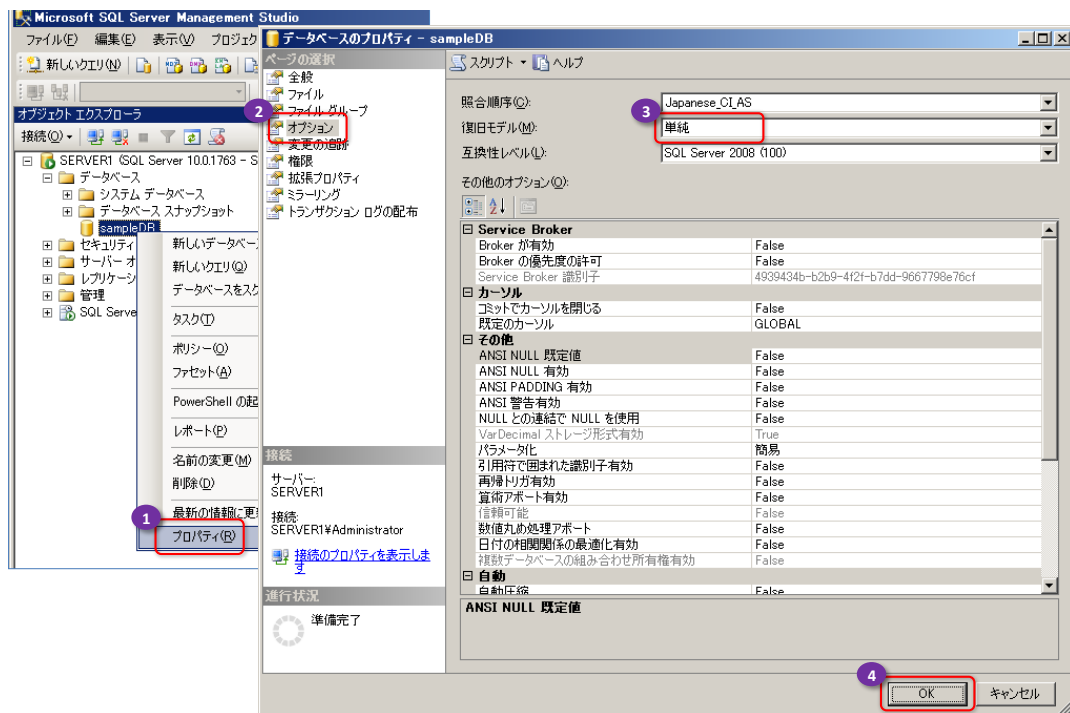 Microsoft SQL Server Management Studio
ファイル(F) 編集(E) 表示(V) プロジェク
新しいクエリ(N)
オブジェクト エクスプローラ
接続(O)
SERVER1 (SQL Server 10.0.1763 - S
データベース
システム データベース
データベース スナップショット
sampleDB
セキュリティ
サーバー オ
レプリケーシ
管理
SQL Serve
新しいデータベー
新しいクエリ(Q)
データベースをスク
タスク(T)
ポリシー(O)
ファセット(A)
PowerShell の起
レポート(P)
名前の変更(M)
削除(D)
最新の情報に更
1
プロパティ(R)
データベースのプロパティ - sampleDB
ページの選択
全般
ファイル
2
ファイル グループ
オプション
変更の追跡
権限
拡張プロパティ
ミラーリング
トランザクション ログの配布
接続
サーバー:
SERVER1
接続:
SERVER1¥Administrator
接続のプロパティを表示しま
す
進行状況
準備完了
スクリプト ヘルプ
照合順序(C): Japanese_CI_AS
3
復旧モデル(M): 単純
互換性レベル(L): SQL Server 2008 (100)
その他のオプション(O):
Service Broker
Broker が有効 False
Broker の優先度の許可 False
Service Broker 識別子 4939434b-b2b9-4f2f-b7dd-9667798e76cf
カーソル
コミットでカーソルを閉じる False
既定のカーソル GLOBAL
その他
ANSI NULL 既定値 False
ANSI NULL 有効 False
ANSI PADDING 有効 False
ANSI 警告有効 False
NULL との連結で NULL を使用 False
VarDecimal ストレージ形式有効 True
パラメータ化 簡易
引用符で囲まれた識別子有効 False
再帰トリガ有効 False
算術アボート有効 False
信頼可能 False
数値丸め処理アボート False
日付の相関関係の最適化有効 False
複数データベースの組み合わせ所有権有効 False
自動
自動圧縮 False
ANSI NULL 既定値
4
OK キャンセル